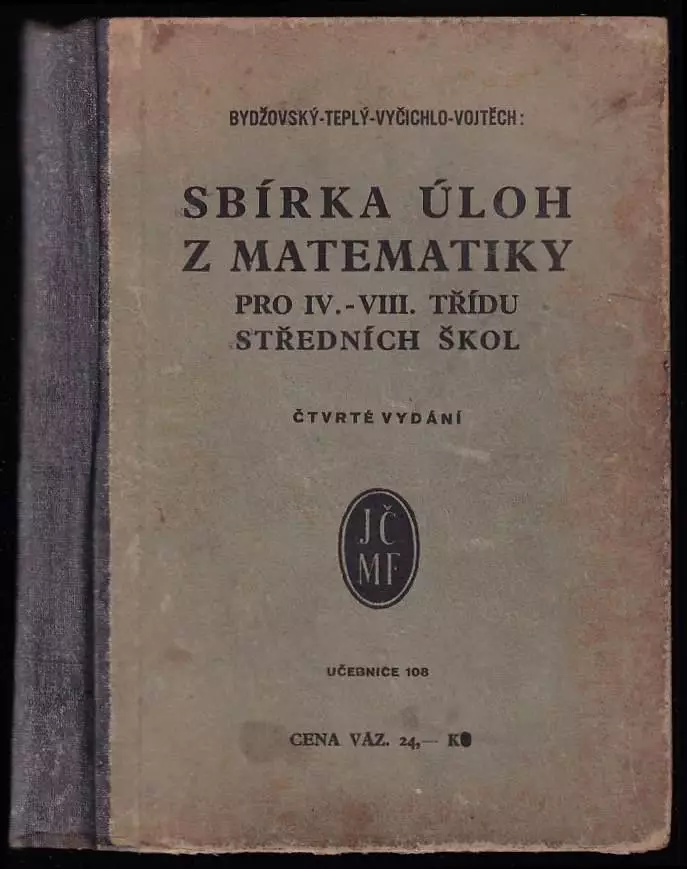 BYDŽOVSKÝ-TEPLÝ-VYČICHLO-VOJTĚCH:
SBÍRKA ÚLOH
Z MATEMATIKY
PRO IV.-VIII. TŘÍDU
STŘEDNÍCH ŠKOL
ČTVRTÉ VYDÁNÍ
JČ
MF
UČEBNICE 108
CENA VÁZ. 24,—